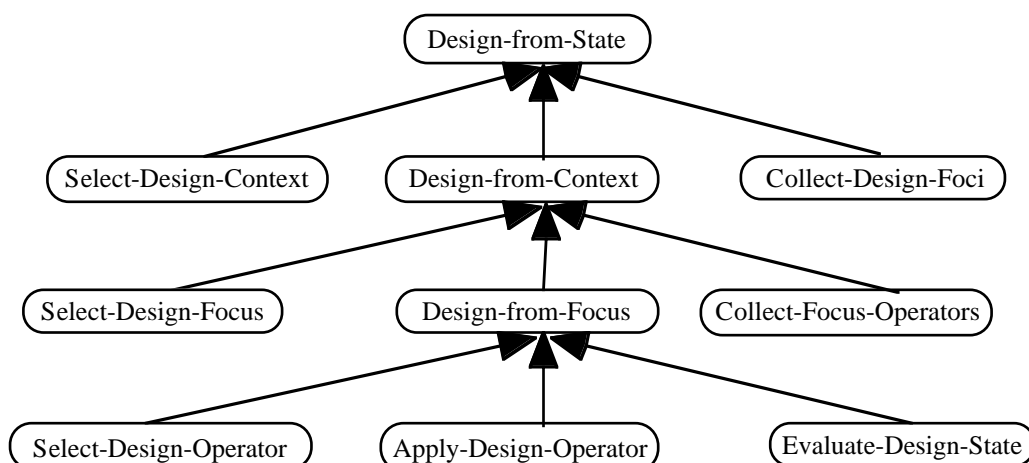 Design-from-State
Select-Design-Context
Design-from-Context
Collect-Design-Foci
Select-Design-Focus
Design-from-Focus
Collect-Focus-Operators
Select-Design-Operator
Apply-Design-Operator
Evaluate-Design-State